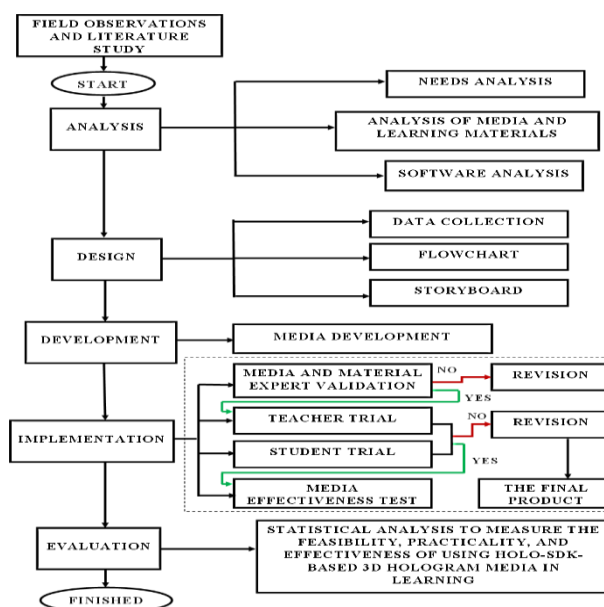 FIELD OBSERVATIONS
AND LITERATURE
STUDY
START
ANALYSIS
NEEDS ANALYSIS
ANALYSIS OF MEDIA AND
LEARNING MATERIALS
SOFTWARE ANALYSIS
DESIGN
DATA COLLECTION
FLOWCHART
STORYBOARD
DEVELOPMENT
MEDIA DEVELOPMENT
IMPLEMENTATION
MEDIA AND MATERIAL
EXPERT VALIDATION
NO
REVISION
YES
TEACHER TRIAL
STUDENT TRIAL
NO
REVISION
YES
MEDIA
EFFECTIVENESS TEST
THE FINAL
PRODUCT
EVALUATION
STATISTICAL ANALYSIS TO MEASURE THE
FEASIBILITY, PRACTICALITY, AND
EFFECTIVENESS OF USING HOLO-SDK-
BASED 3D HOLOGRAM MEDIA IN
LEARNING
FINISHED